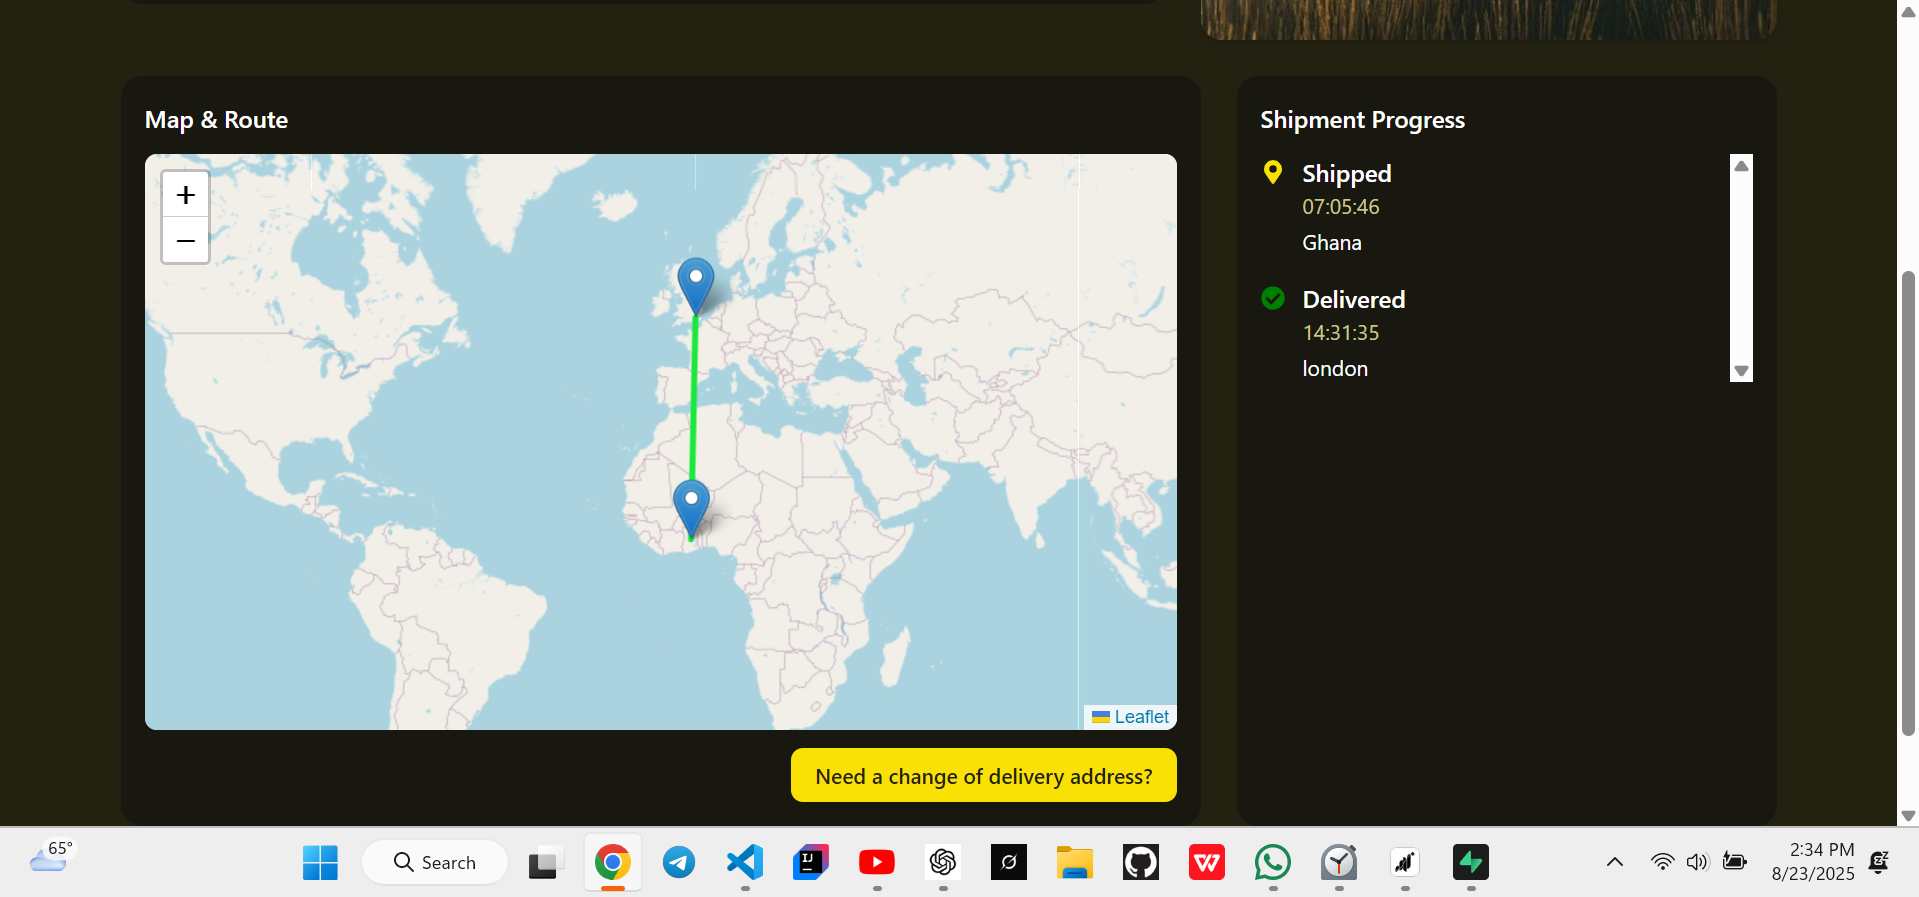 Map & Route
+
−
Leaflet
Need a change of delivery address?
Shipment Progress
Shipped
07:05:46
Ghana
Delivered
14:31:35
london
65°
Search
2:34 PM
8/23/2025